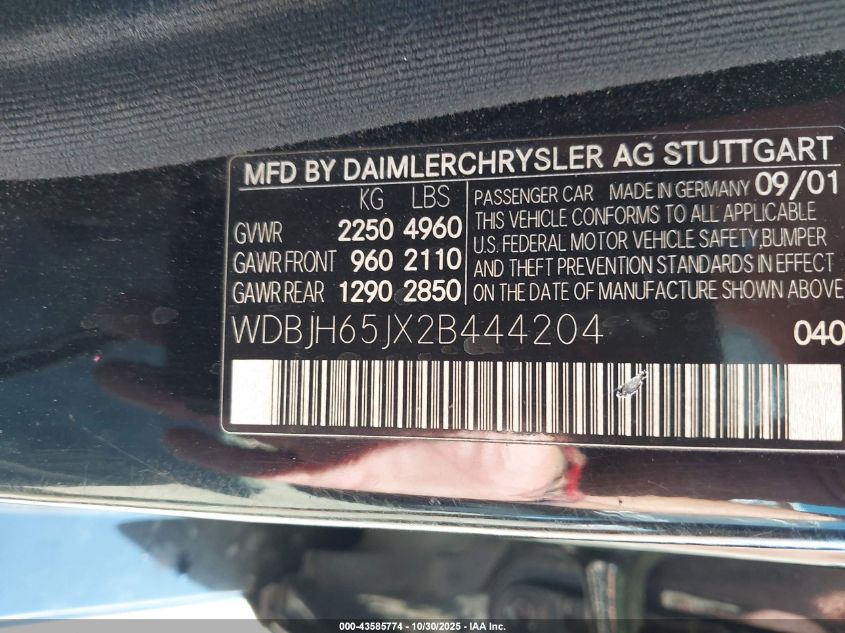 MFD BY DAIMLERCHRYSLER AG STUTTGART
KG LBS
GVWR 2250 4960
GAWR FRONT 960 2110
GAWR REAR 1290 2850
PASSENGER CAR MADE IN GERMANY 09/01
THIS VEHICLE CONFORMS TO ALL APPLICABLE
U.S. FEDERAL MOTOR VEHICLE SAFETY, BUMPER
AND THEFT PREVENTION STANDARDS IN EFFECT
ON THE DATE OF MANUFACTURE SHOWN ABOVE
WDBJH65JX2B444204 040
000-43585774 - 10/30/2025 - IAA Inc.